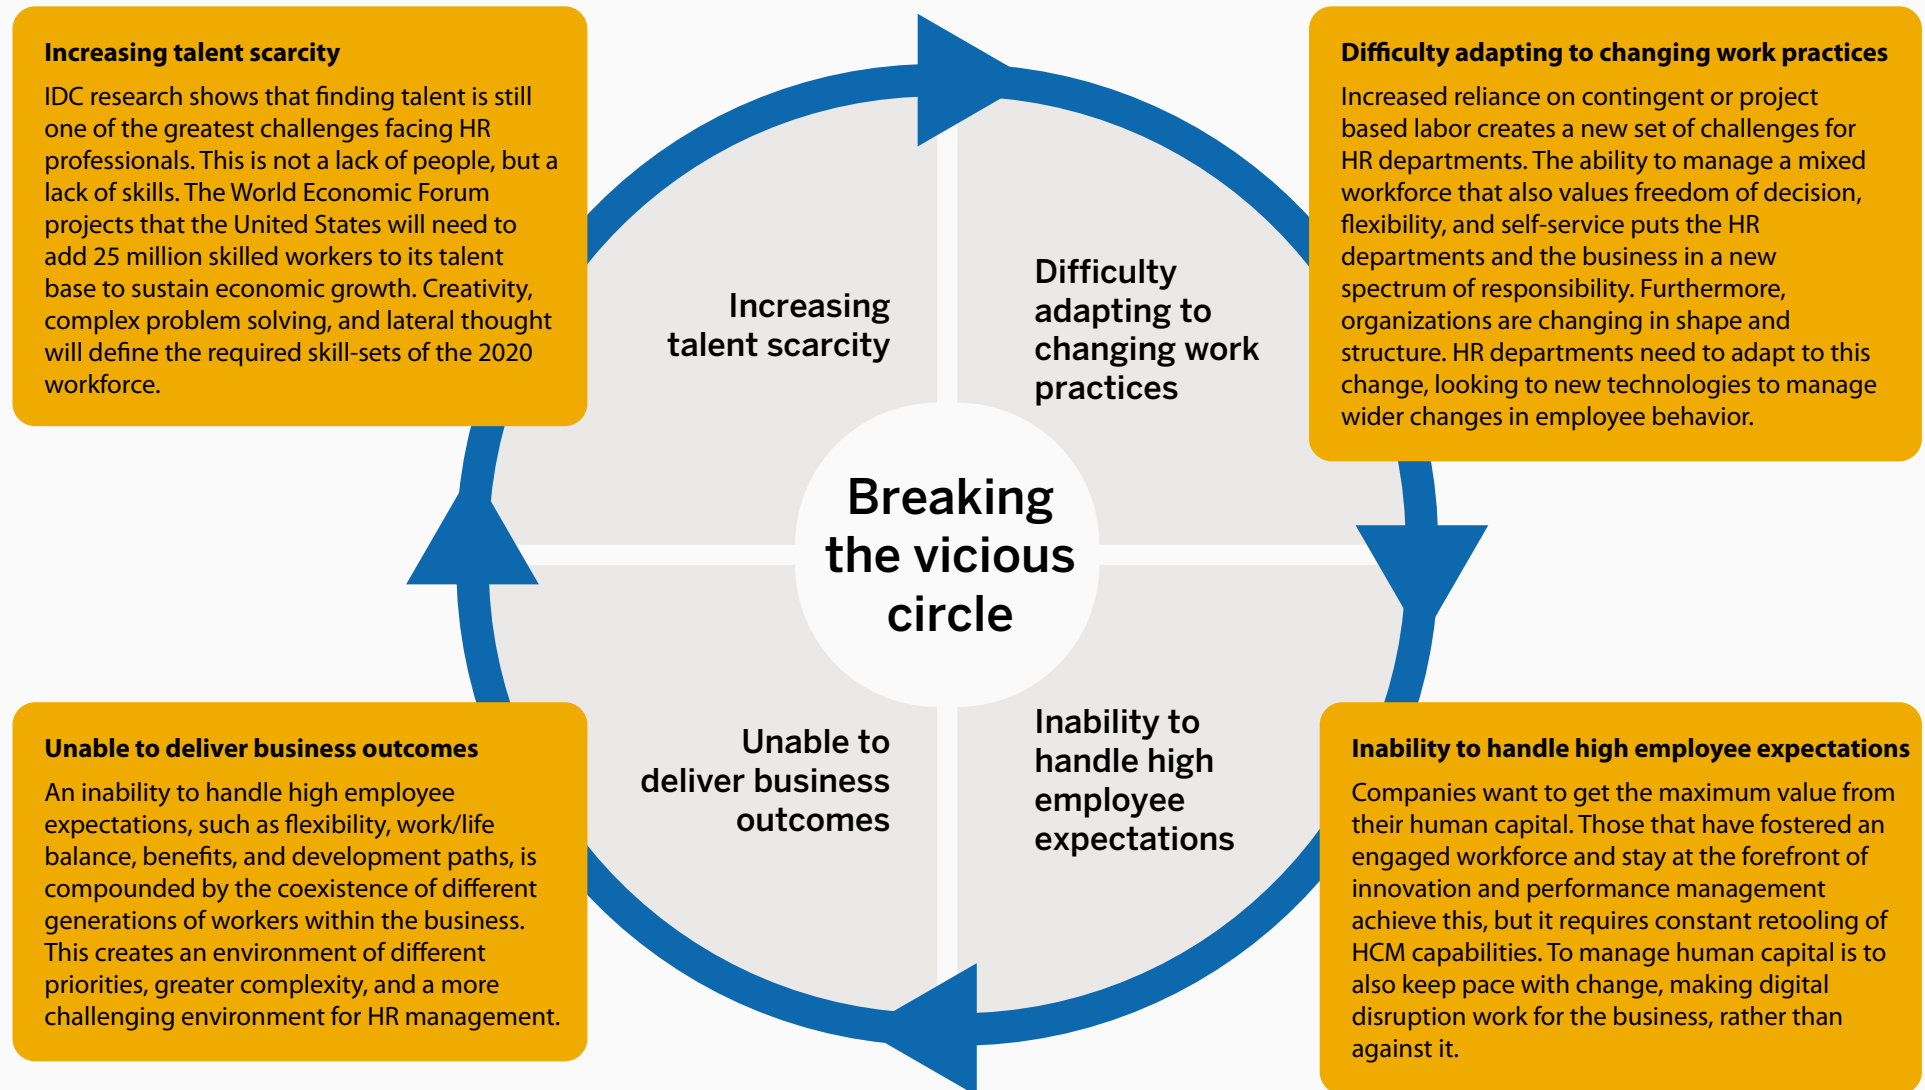 Increasing talent scarcity
IDC research shows that finding talent is still
one of the greatest challenges facing HR
professionals. This is not a lack of people, but a
lack of skills. The World Economic Forum
projects that the United States will need to
add 25 million skilled workers to its talent
base to sustain economic growth. Creativity,
complex problem solving, and lateral thought
will define the required skill-sets of the 2020
workforce.
Difficulty adapting to changing work practices
Increased reliance on contingent or project
based labor creates a new set of challenges for
HR departments. The ability to manage a mixed
workforce that also values freedom of decision,
flexibility, and self-service puts the HR
departments and the business in a new
spectrum of responsibility. Furthermore,
organizations are changing in shape and
structure. HR departments need to adapt to this
change, looking to new technologies to manage
wider changes in employee behavior.
Increasing
talent scarcity
Difficulty
adapting to
changing work
practices
Breaking
the vicious
circle
Unable to
deliver business
outcomes
Inability to
handle high
employee
expectations
Unable to deliver business outcomes
An inability to handle high employee
expectations, such as flexibility, work/life
balance, benefits, and development paths, is
compounded by the coexistence of different
generations of workers within the business.
This creates an environment of different
priorities, greater complexity, and a more
challenging environment for HR management.
Inability to handle high employee expectations
Companies want to get the maximum value from
their human capital. Those that have fostered an
engaged workforce and stay at the forefront of
innovation and performance management
achieve this, but it requires constant retooling of
HCM capabilities. To manage human capital is to
also keep pace with change, making digital
disruption work for the business, rather than
against it.